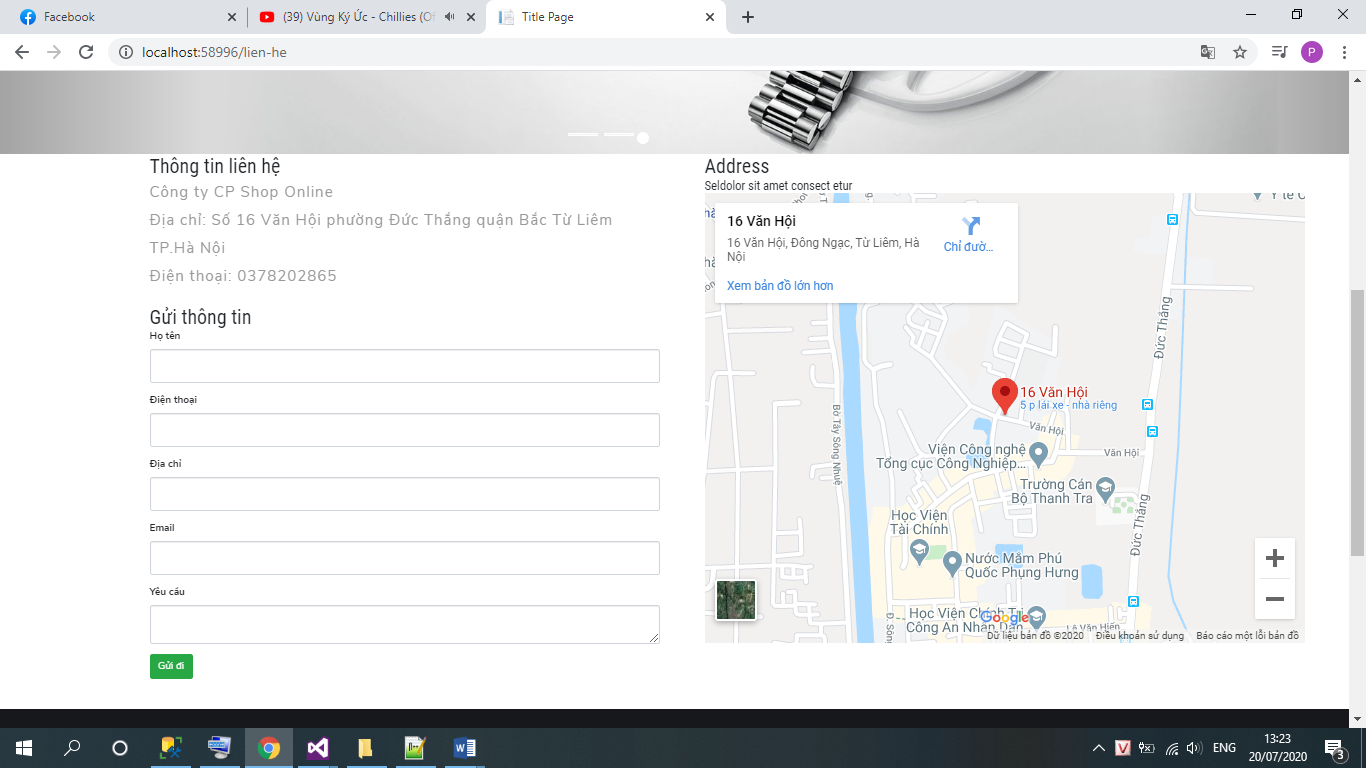 Facebook
(39) Vùng Ký Ức - Chillies (Of
Title Page
localhost:58996/lien-he
P
Thông tin liên hệ
Công ty CP Shop Online
Địa chỉ: Số 16 Văn Hội phường Đức Thắng quận Bắc Từ Liêm
TP.Hà Nội
Điện thoại: 0378202865
Gửi thông tin
Họ tên
Điện thoại
Địa chỉ
Email
Yêu cầu
Gửi đi
Address
Seldolor sit amet consect etur
16 Văn Hội
16 Văn Hội, Đông Ngạc, Từ Liêm, Hà
Nội
Chỉ đườ...
Xem bản đồ lớn hơn
Y tế C
Đức Thắng
16 Văn Hội
5 p lái xe - nhà riêng
Văn Hội
Văn Hội
Bờ Tây Sông Nhuệ
Viện Công nghệ
Tổng cục Công Nghiệp...
Trường Cán
Bộ Thanh Tra
Đức Thắng
Học Viện
Tài Chính
Nước Mắm Phú
Quốc Phụng Hưng
Học Viện Chính Trị
Công An Nhân Dân
Đ. Sông
Lê Văn Hiến
Google
Dữ liệu bản đồ ©2020
Điều khoản sử dụng
Báo cáo một lỗi bản đồ
V
ENG
13:23
20/07/2020
3